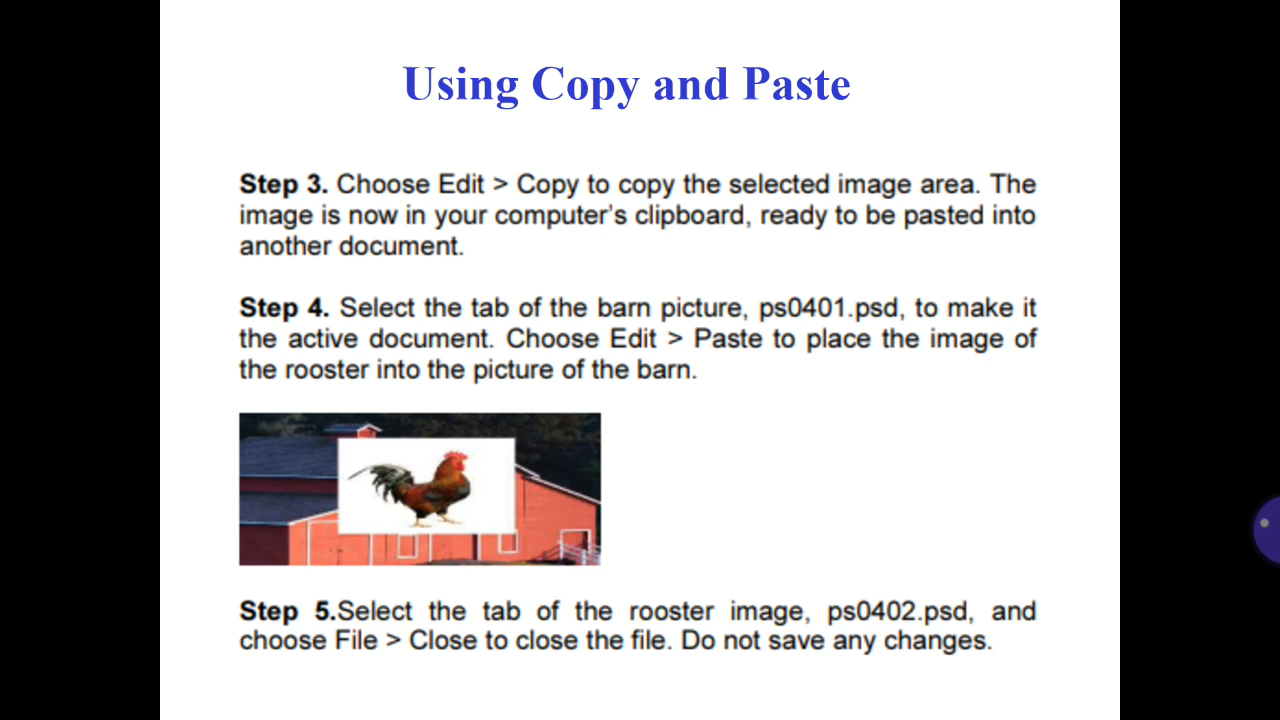 Using Copy and Paste
Step 3. Choose Edit > Copy to copy the selected image area. The
image is now in your computer's clipboard, ready to be pasted into
another document.
Step 4. Select the tab of the barn picture, ps0401.psd, to make it
the active document. Choose Edit > Paste to place the image of
the rooster into the picture of the barn.
Step 5.Select the tab of the rooster image, ps0402.psd, and
choose File > Close to close the file. Do not save any changes.